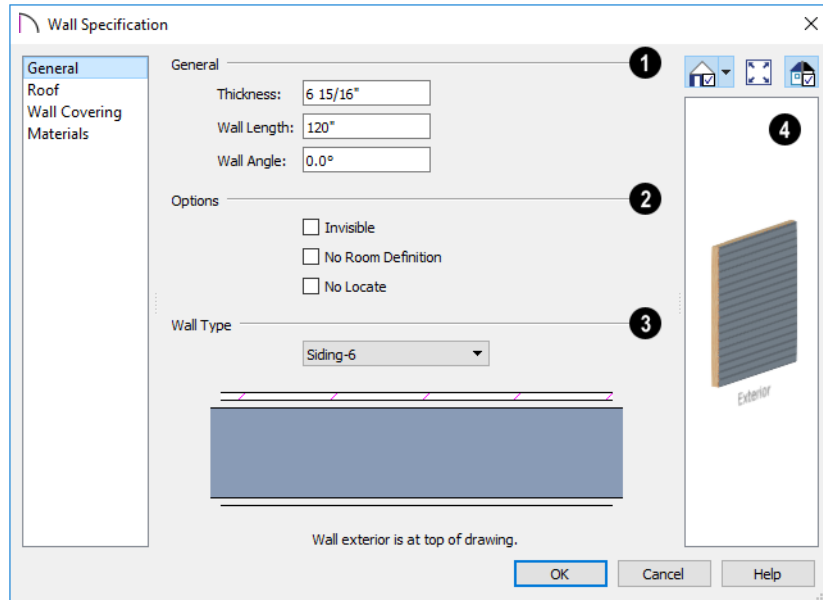 Wall Specification
General
Roof
Wall Covering
Materials
General
1
Thickness: 6 15/16"
Wall Length: 120"
Wall Angle: 0.0°
Options
2
Invisible
No Room Definition
No Locate
Wall Type
3
Siding-6
Wall exterior is at top of drawing.
4
Exterior
OK Cancel Help